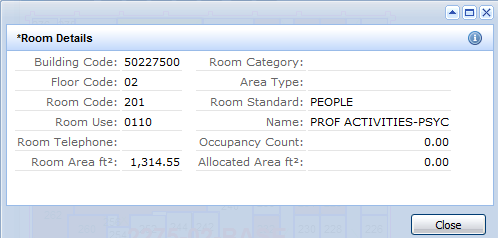 *Room Details
Building Code: 50227500 Room Category:
Floor Code: 02 Area Type:
Room Code: 201 Room Standard: PEOPLE
Room Use: 0110 Name: PROF ACTIVITIES-PSYC
Room Telephone: Occupancy Count: 0.00
Room Area ft²: 1,314.55 Allocated Area ft²: 0.00
Close